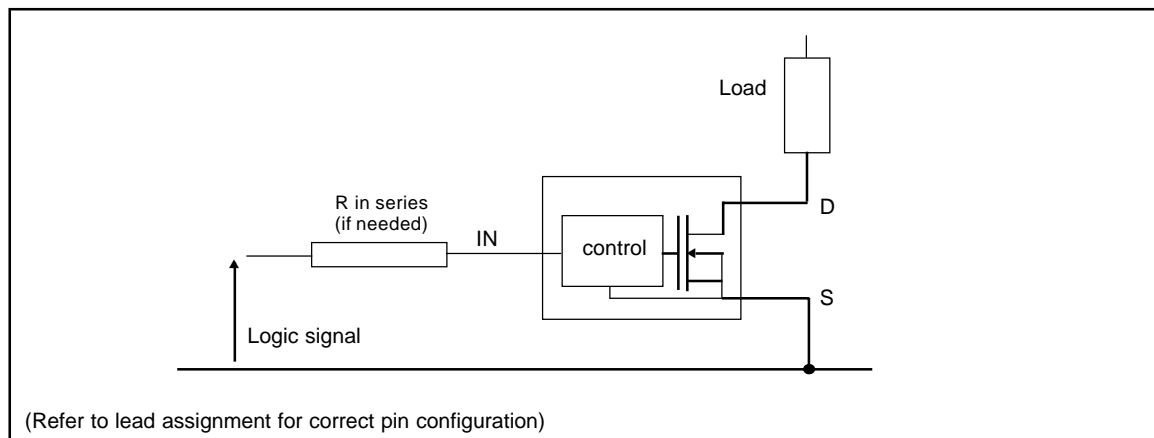 Load
R in series
(if needed)
IN
D
control
S
Logic signal
(Refer to lead assignment for correct pin configuration)